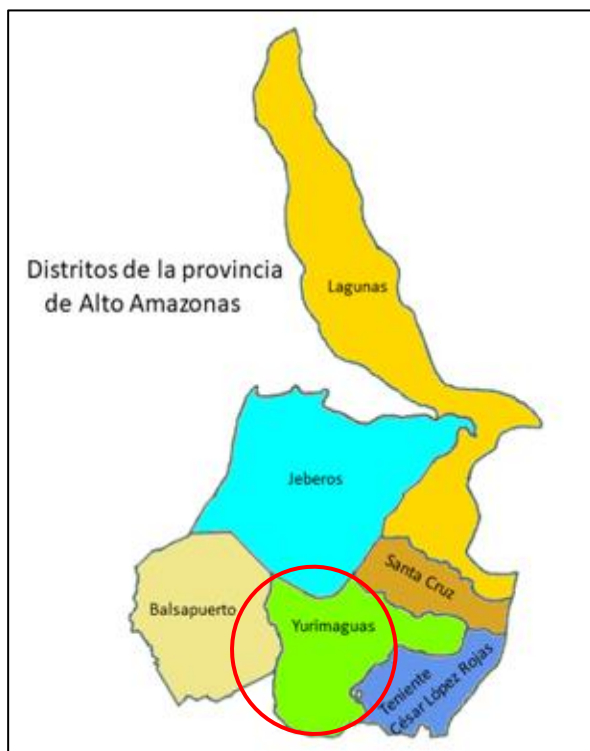 Distritos de la provincia
de Alto Amazonas
Lagunas
Jeberos
Santa Cruz
Balsapuerto
Yurimaguas
Teniente
César López Rojas